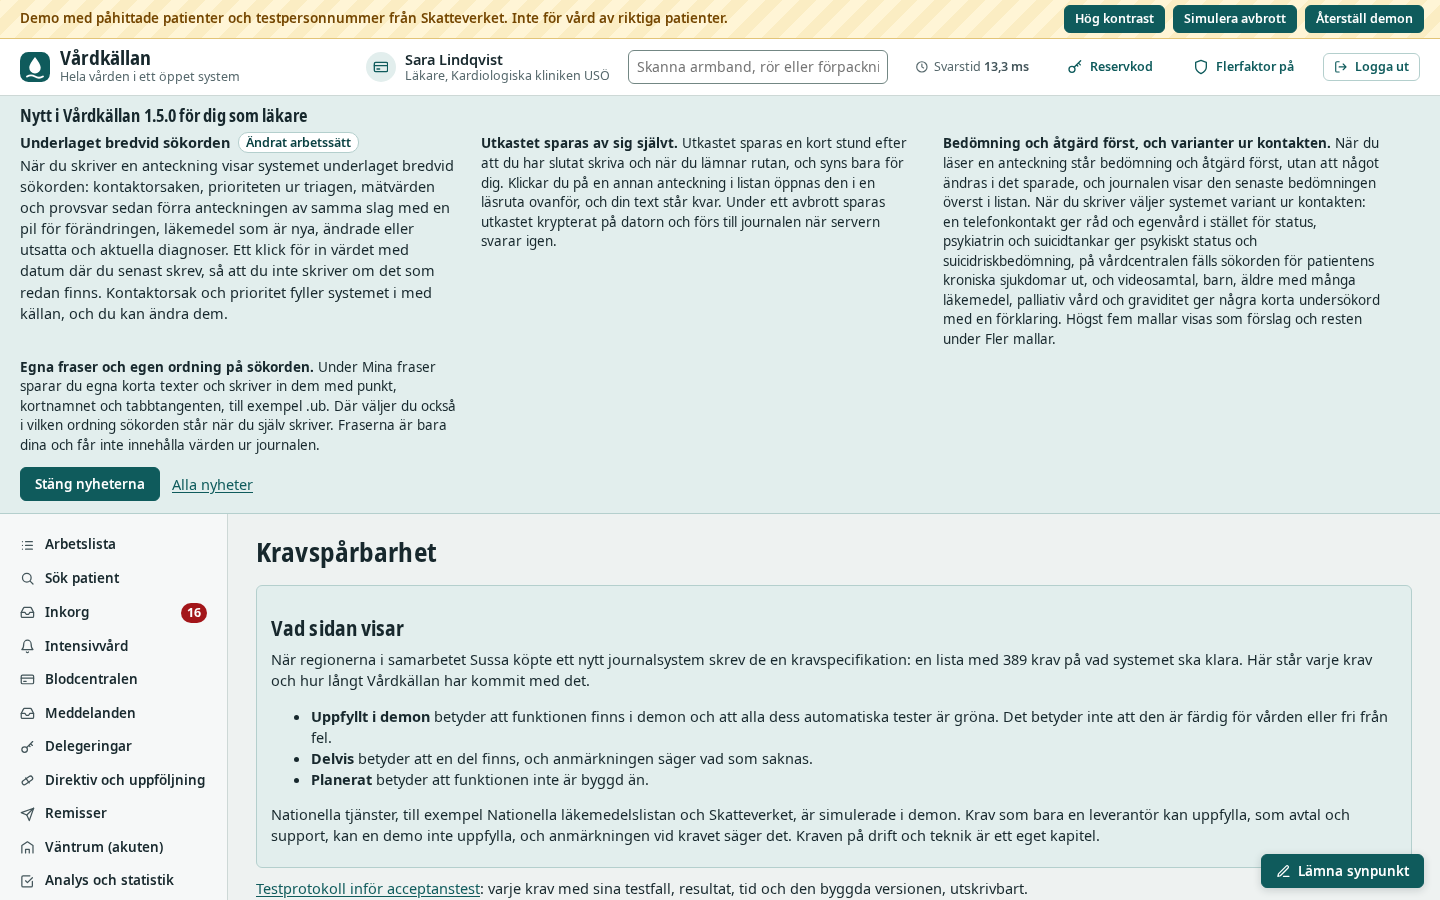 Demo med påhittade patienter och testpersonnummer från Skatteverket. Inte för vård av riktiga patienter.
Hög kontrast
Simulera avbrott
Återställ demon
Vårdkällan
Hela vården i ett öppet system
Sara Lindqvist
Läkare, Kardiologiska kliniken USÖ
Skanna armband, rör eller förpackni
Svarstid 13,3 ms
Reservkod
Flerfaktor på
Logga ut
Nytt i Vårdkällan 1.5.0 för dig som läkare
Underlaget bredvid sökorden
Ändrat arbetssätt
När du skriver en anteckning visar systemet underlaget bredvid
sökorden: kontaktorsaken, prioriteten ur triagen, mätvärden
och provsvar sedan förra anteckningen av samma slag med en
pil för förändringen, läkemedel som är nya, ändrade eller
utsatta och aktuella diagnoser. Ett klick för in värdet med
datum där du senast skrev, så att du inte skriver om det som
redan finns. Kontaktorsak och prioritet fyller systemet i med
källan, och du kan ändra dem.
Utkastet sparas av sig självt. Utkastet sparas en kort stund efter
att du har slutat skriva och när du lämnar rutan, och syns bara för
dig. Klickar du på en annan anteckning i listan öppnas den i en
läsruta ovanför, och din text står kvar. Under ett avbrott sparas
utkastet krypterat på datorn och förs till journalen när servern
svarar igen.
Bedömning och åtgärd först, och varianter ur kontakten. När du
läser en anteckning står bedömning och åtgärd först, utan att något
ändras i det sparade, och journalen visar den senaste bedömningen
överst i listan. När du skriver väljer systemet variant ur kontakten:
en telefonkontakt ger råd och egenvård i stället för status,
psykiatrin och suicidtankar ger psykiskt status och
suicidriskbedömning, på vårdcentralen fälls sökorden för patientens
kroniska sjukdomar ut, och videosamtal, barn, äldre med många
läkemedel, palliativ vård och graviditet ger några korta undersökord
med en förklaring. Högst fem mallar visas som förslag och resten
under Fler mallar.
Egna fraser och egen ordning på sökorden. Under Mina fraser
sparar du egna korta texter och skriver in dem med punkt,
kortnamnet och tabbtangenten, till exempel .ub. Där väljer du också
i vilken ordning sökorden står när du själv skriver. Fraserna är bara
dina och får inte innehålla värden ur journalen.
Stäng nyheterna
Alla nyheter
Arbetslista
Sök patient
Inkorg
16
Intensivvård
Blodcentralen
Meddelanden
Delegeringar
Direktiv och uppföljning
Remisser
Väntrum (akuten)
Analys och statistik
Kravspårbarhet
Vad sidan visar
När regionerna i samarbetet Sussa köpte ett nytt journalsystem skrev de en kravspecifikation: en lista med 389 krav på vad systemet ska klara. Här står varje krav
och hur långt Vårdkällan har kommit med det.
• Uppfyllt i demon betyder att funktionen finns i demon och att alla dess automatiska tester är gröna. Det betyder inte att den är färdig för vården eller fri från
fel.
• Delvis betyder att en del finns, och anmärkningen säger vad som saknas.
• Planerat betyder att funktionen inte är byggd än.
Nationella tjänster, till exempel Nationella läkemedelslistan och Skatteverket, är simulerade i demon. Krav som bara en leverantör kan uppfylla, som avtal och
support, kan en demo inte uppfylla, och anmärkningen vid kravet säger det. Kraven på drift och teknik är ett eget kapitel.
Lämna synpunkt
Testprotokoll inför acceptanstest: varje krav med sina testfall, resultat, tid och den byggda versionen, utskrivbart.